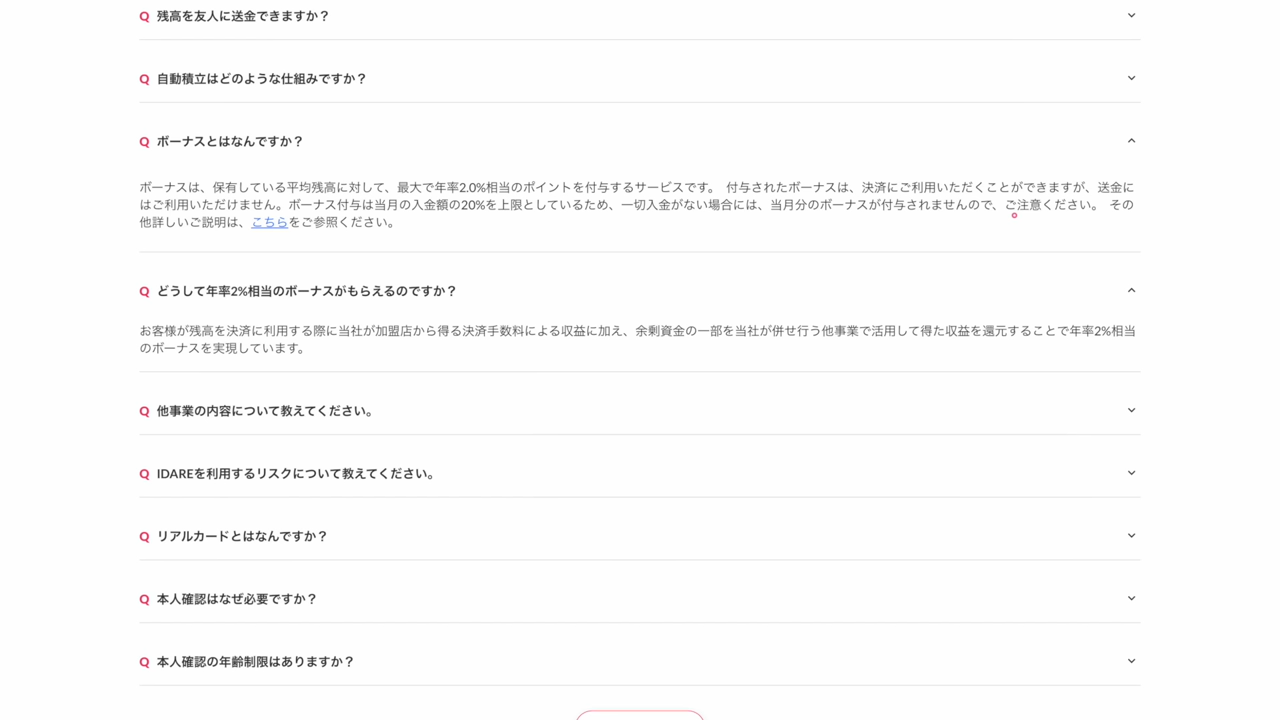 Q 残高を友人に送金できますか？
Q 自動積立はどのような仕組みですか？
Q ボーナスとはなんですか？
ボーナスは、保有している平均残高に対して、最大で年率2.0%相当のポイントを付与するサービスです。 付与されたボーナスは、決済にご利用いただくことができますが、送金に
はご利用いただけません。ボーナス付与は当月の入金額の20%を上限としているため、一切入金がない場合には、当月分のボーナスが付与されませんので、ご注意ください。 その
他詳しいご説明は、こちらをご参照ください。
Q どうして年率2%相当のボーナスがもらえるのですか？
お客様が残高を決済に利用する際に当社が加盟店から得る決済手数料による収益に加え、余剰資金の一部を当社が併せ行う他事業で活用して得た収益を還元することで年率2%相当
のボーナスを実現しています。
Q 他事業の内容について教えてください。
Q IDAREを利用するリスクについて教えてください。
Q リアルカードとはなんですか？
Q 本人確認はなぜ必要ですか？
Q 本人確認の年齢制限はありますか？